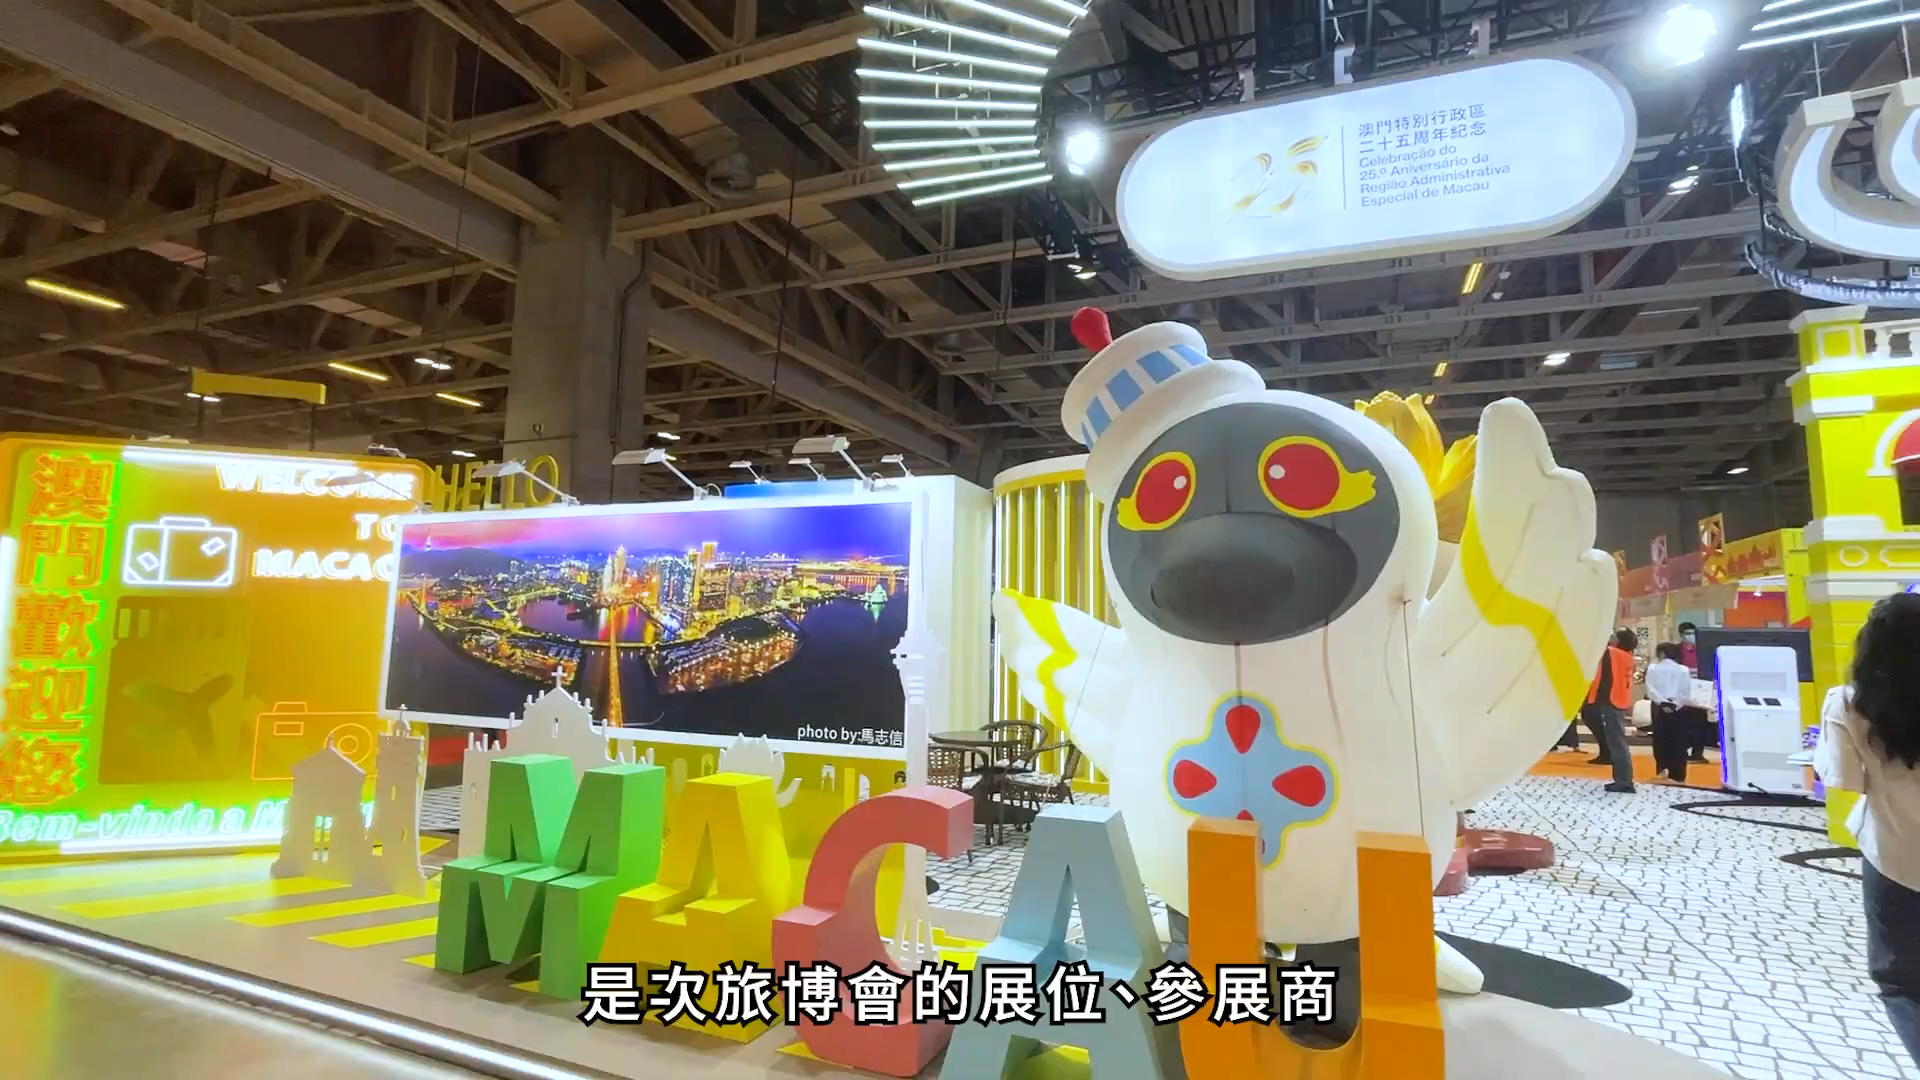 澳門特別行政區
二十五周年紀念
Celebração do
25.º Aniversário da
Região Administrativa
Especial de Macau
25
HELLO
WELCOME
TO
MACAO
澳門歡迎您
Bem-vindo a M
photo by:馬志信
MACAU
是次旅博會的展位、參展商